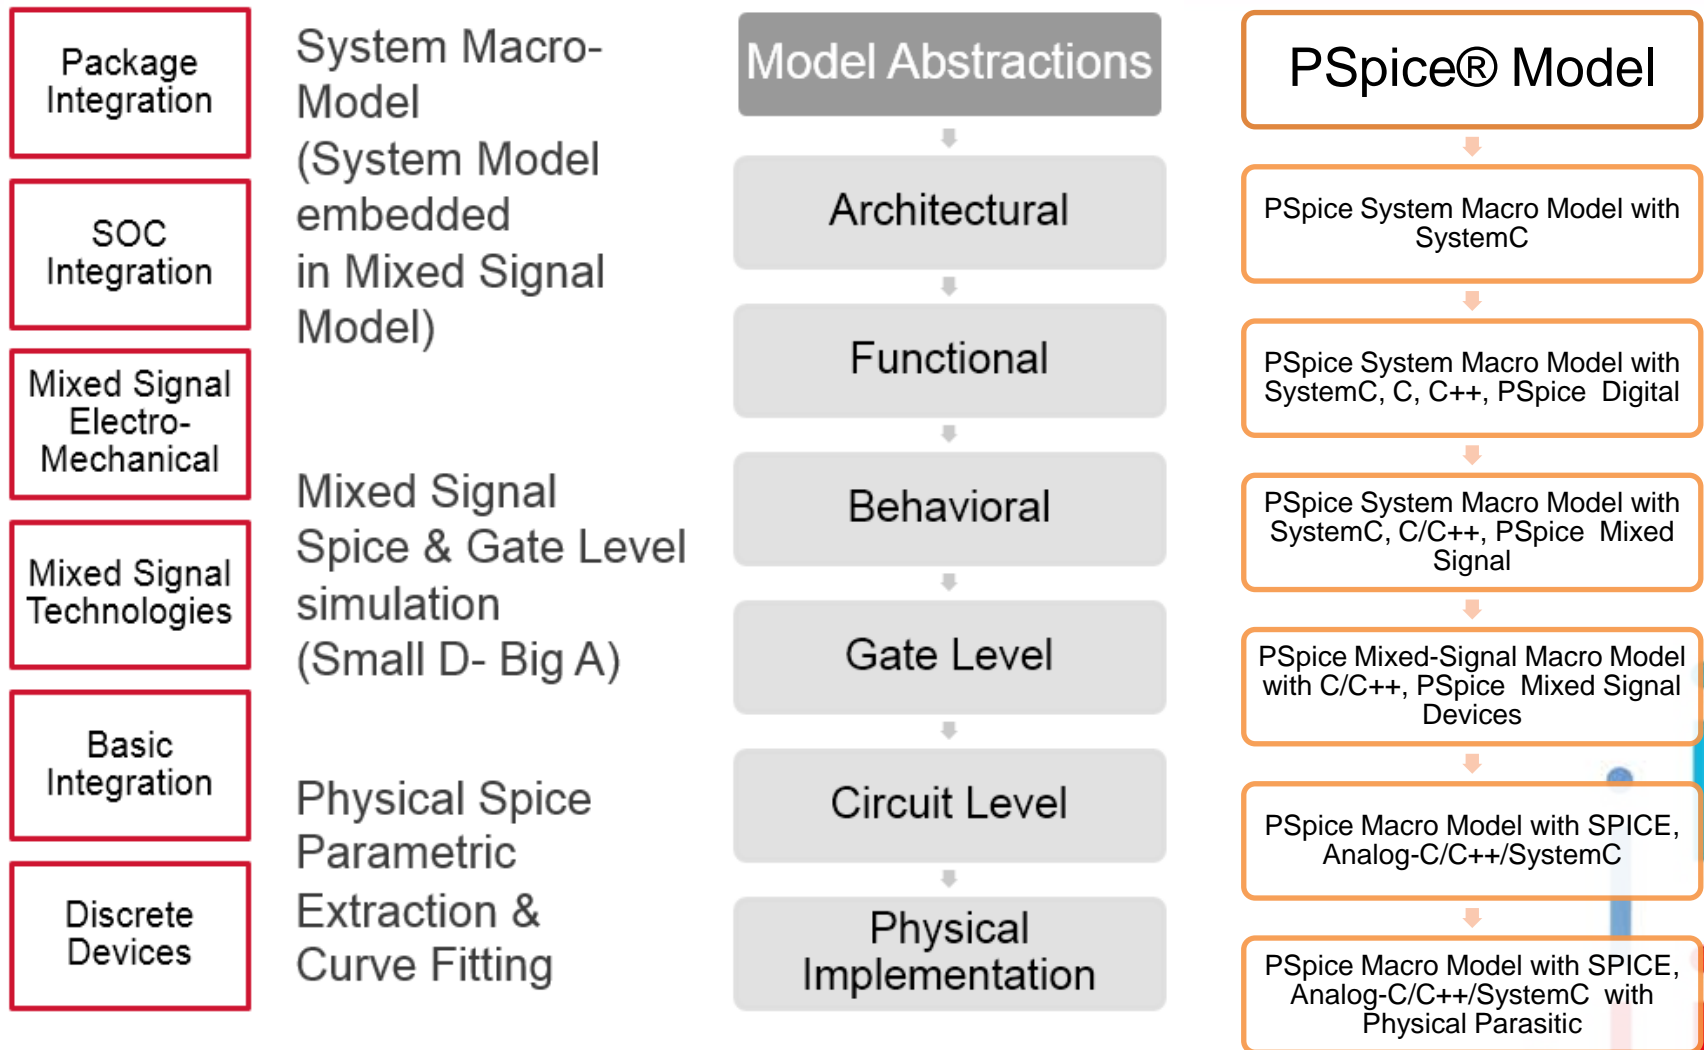 Package
Integration
SOC
Integration
Mixed Signal
Electro-
Mechanical
Mixed Signal
Technologies
Basic
Integration
Discrete
Devices
System Macro-
Model
(System Model
embedded
in Mixed Signal
Model)
Mixed Signal
Spice & Gate Level
simulation
(Small D- Big A)
Physical Spice
Parametric
Extraction &
Curve Fitting
Model Abstractions
Architectural
Functional
Behavioral
Gate Level
Circuit Level
Physical
Implementation
PSpice® Model
PSpice System Macro Model with
SystemC
PSpice System Macro Model with
SystemC, C, C++, PSpice Digital
PSpice System Macro Model with
SystemC, C/C++, PSpice Mixed
Signal
PSpice Mixed-Signal Macro Model
with C/C++, PSpice Mixed Signal
Devices
PSpice Macro Model with SPICE,
Analog-C/C++/SystemC
PSpice Macro Model with SPICE,
Analog-C/C++/SystemC with
Physical Parasitic